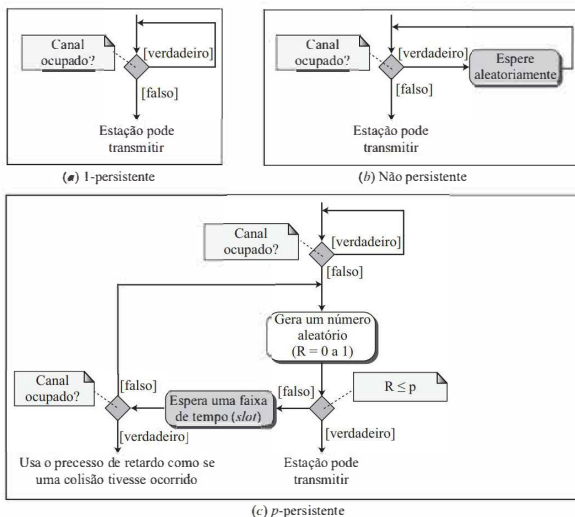 Canal
ocupado?
[verdadeiro]
[falso]
Estação pode
transmitir
(a) 1-persistente
Canal
ocupado?
[verdadeiro]
Espere
aleatoriamente
[falso]
Estação pode
transmitir
(b) Não persistente
Canal
ocupado?
[verdadeiro]
[falso]
Gera um número
aleatório
(R = 0 a 1)
Canal
ocupado?
[falso]
Espera uma faixa
de tempo (slot)
[falso]
R ≤ p
[verdadeiro]
[verdadeiro]
Usa o precesso de retardo como se
uma colisão tivesse ocorrido
Estação pode
transmitir
(c) p-persistente